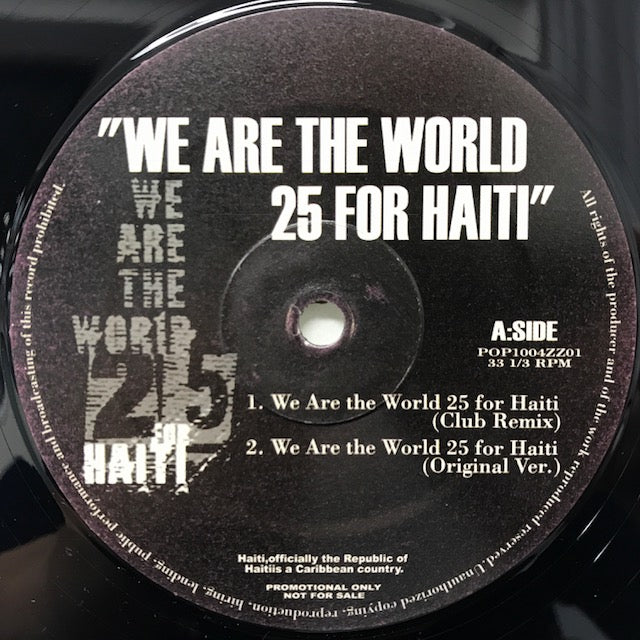 "WE ARE THE WORLD
25 FOR HAITI"
WE
ARE
THE
WORLD
25
FOR
HAITI
A:SIDE
POP1004ZZ01
33 1/3 RPM
1. We Are the World 25 for Haiti
(Club Remix)
2. We Are the World 25 for Haiti
(Original Ver.)
Haiti,officially the Republic of
Haitiis a Caribbean country.
PROMOTIONAL ONLY
NOT FOR SALE
All rights of the producer and of the work reproduced reserved.Unauthorized copying, reproduction, hiring, lending, public performance and broadcasting of this record prohibited.